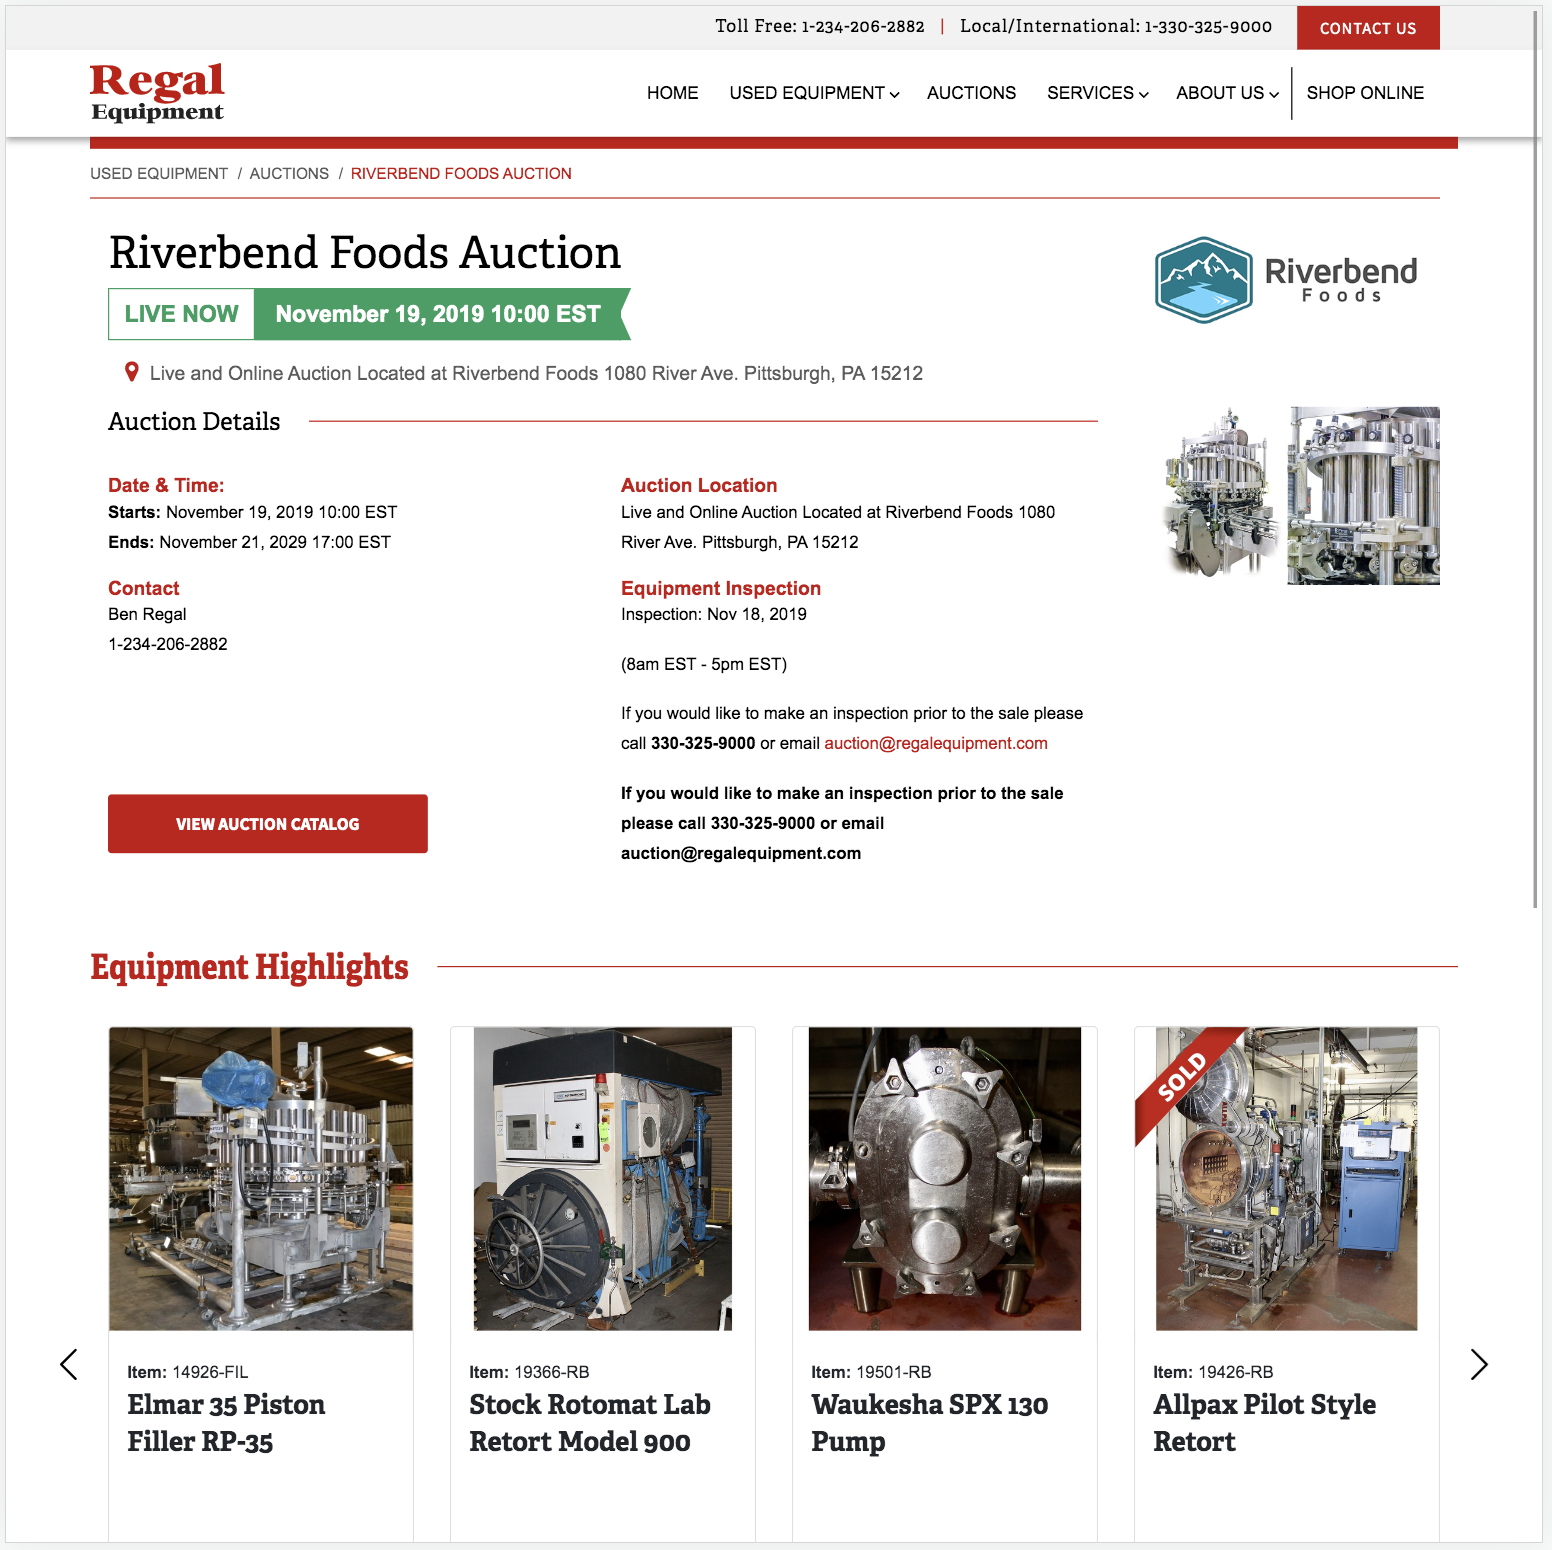 Toll Free: 1-234-206-2882 | Local/International: 1-330-325-9000 CONTACT US
Regal
Equipment
HOME USED EQUIPMENT AUCTIONS SERVICES ABOUT US SHOP ONLINE
USED EQUIPMENT / AUCTIONS / RIVERBEND FOODS AUCTION
Riverbend Foods Auction
LIVE NOW November 19, 2019 10:00 EST
Riverbend
Foods
Live and Online Auction Located at Riverbend Foods 1080 River Ave. Pittsburgh, PA 15212
Auction Details
Date & Time:
Starts: November 19, 2019 10:00 EST
Ends: November 21, 2029 17:00 EST
Contact
Ben Regal
1-234-206-2882
VIEW AUCTION CATALOG
Auction Location
Live and Online Auction Located at Riverbend Foods 1080
River Ave. Pittsburgh, PA 15212
Equipment Inspection
Inspection: Nov 18, 2019
(8am EST - 5pm EST)
If you would like to make an inspection prior to the sale please
call 330-325-9000 or email auction@regalequipment.com
If you would like to make an inspection prior to the sale
please call 330-325-9000 or email
auction@regalequipment.com
Equipment Highlights
Item: 14926-FIL
Elmar 35 Piston
Filler RP-35
Item: 19366-RB
Stock Rotomat Lab
Retort Model 900
Item: 19501-RB
Waukesha SPX 130
Pump
SOLD
Item: 19426-RB
Allpax Pilot Style
Retort